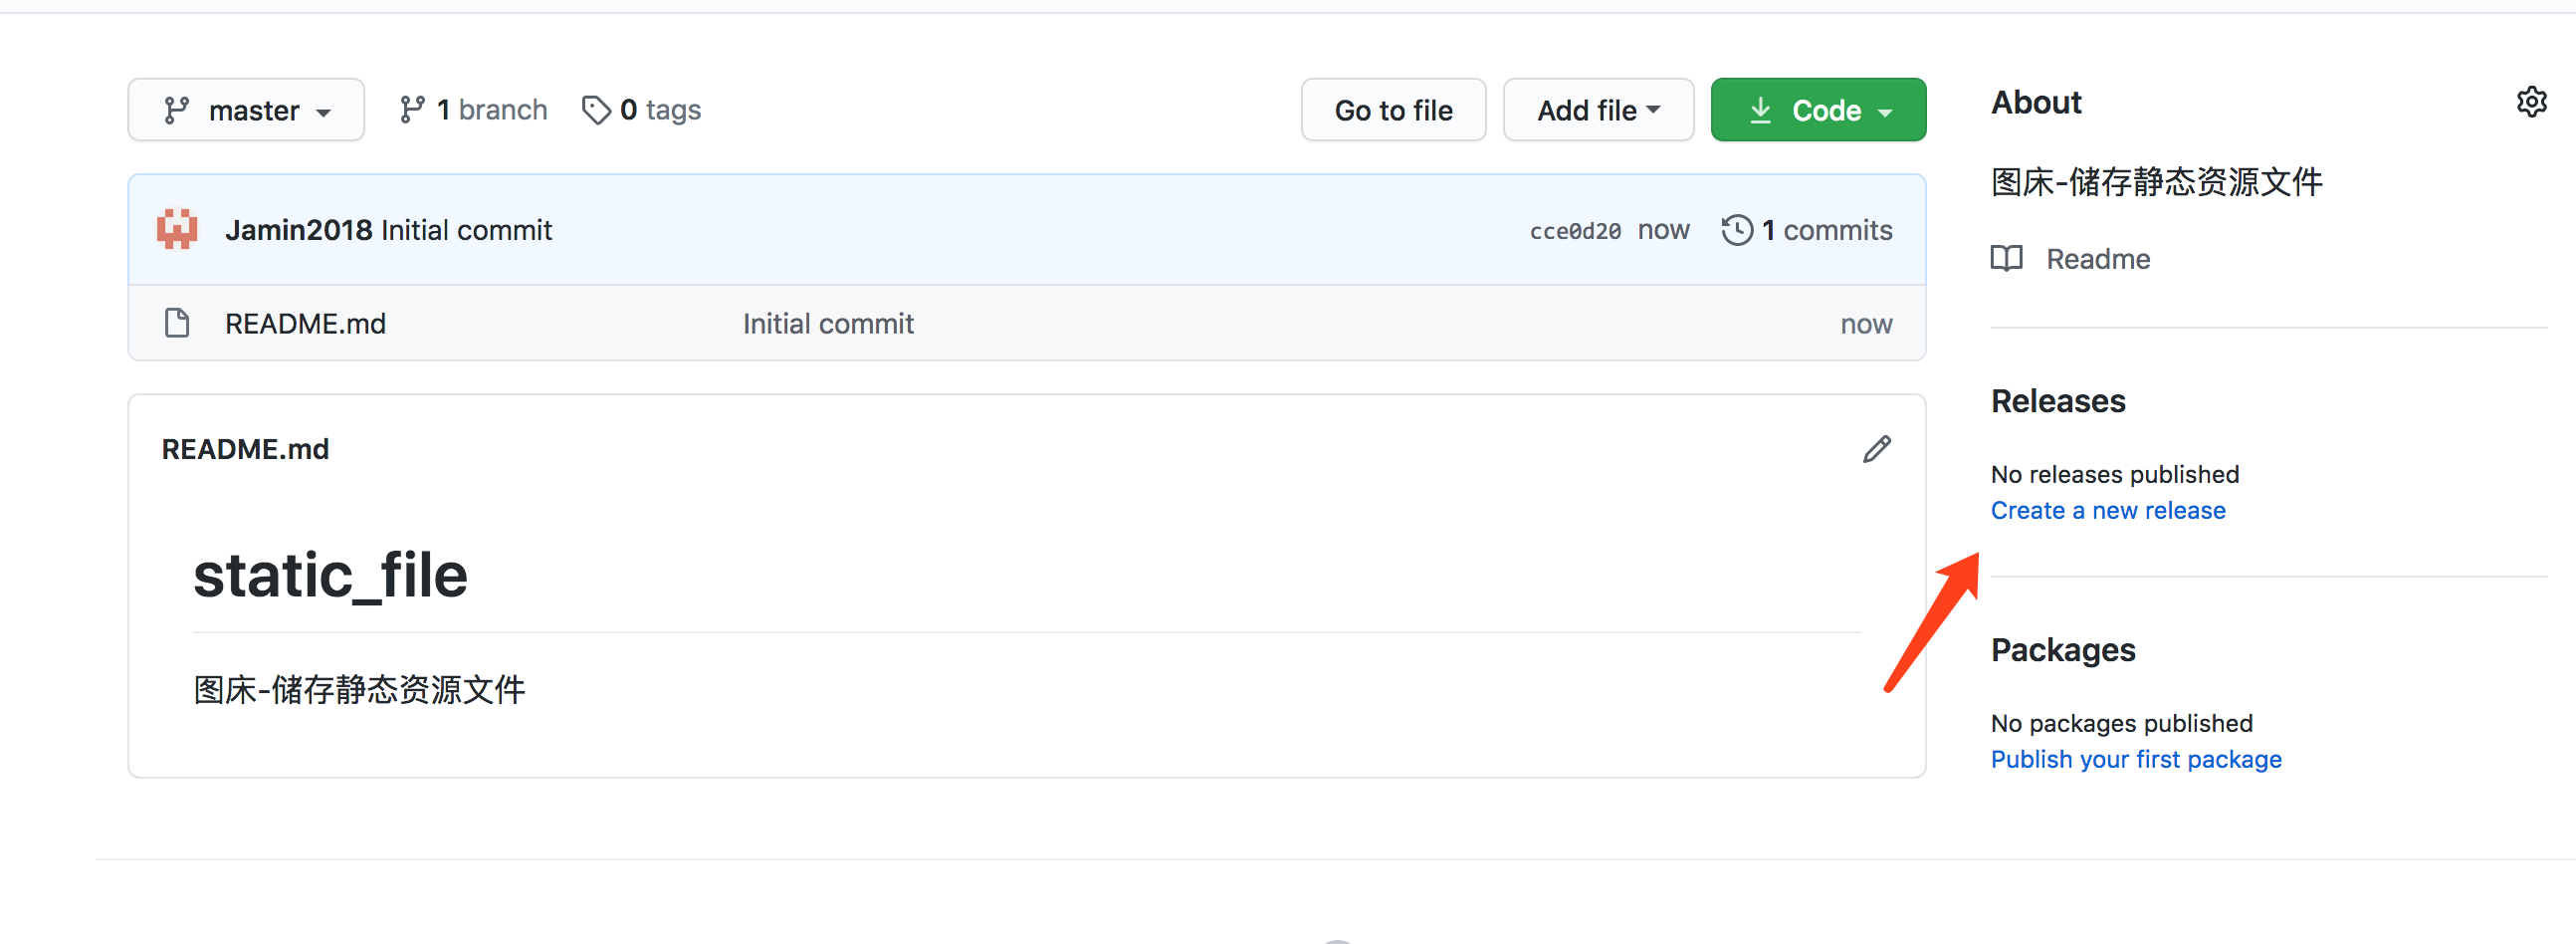 master 1 branch 0 tags Go to file Add file Code
Jamin2018 Initial commit cce0d20 now 1 commits
README.md Initial commit now
README.md
static_file
图床-储存静态资源文件
About
图床-储存静态资源文件
Readme
Releases
No releases published
Create a new release
Packages
No packages published
Publish your first package